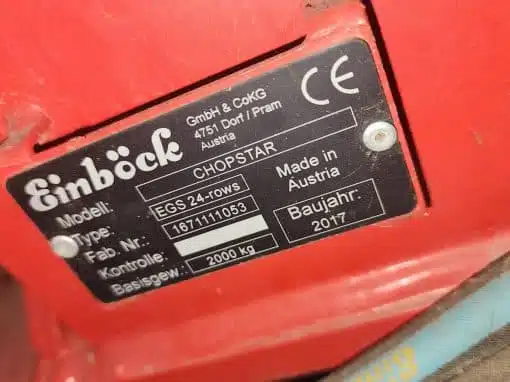 Einböck
GmbH & CoKG
4751 Dorf / Pram
Austria
CE
Modell: CHOPSTAR
Type: EGS 24-rows
Fab. Nr.: 1671111053
Kontrolle:
Basisgew.: 2000 kg
Made in
Austria
Baujahr:
2017